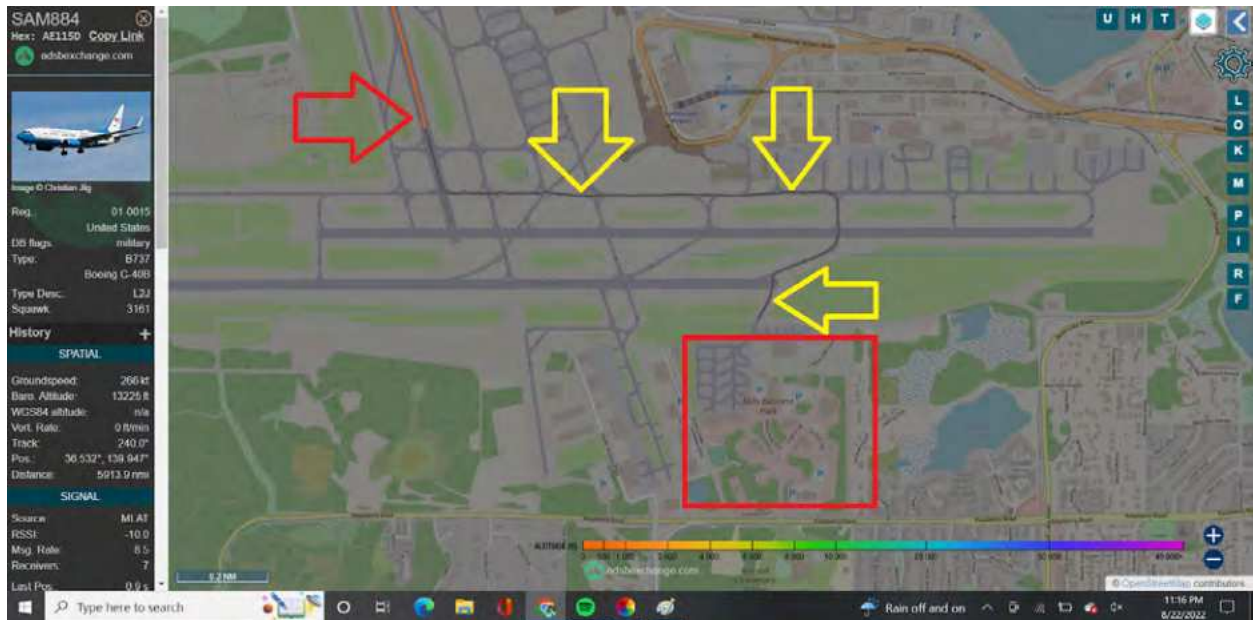 SAM884
Hex: AE115D Copy Link
adsbexchange.com
Image © Christian Jilg
Reg.: 01-0015
United States
DB flags: military
Type: B737
Boeing C-40B
Type Desc.: L2J
Squawk: 3161
History +
SPATIAL
Groundspeed: 266 kt
Baro. Altitude: 13225 ft
WGS84 altitude: n/a
Vert. Rate: 0 ft/min
Track: 240.0°
Pos.: 36.532°, 139.947°
Distance: 5913.9 nmi
SIGNAL
Source: MLAT
RSSI: -10.0
Msg. Rate: 8.5
Receivers: 7
Last Pos.: 0.9 s
U H T
L
O
K
M
P
I
R
F
0.2 NM
ALTITUDE (ft)
adsbexchange.com
© OpenStreetMap contributors.
Type here to search
Rain off and on
11:16 PM
8/22/2022